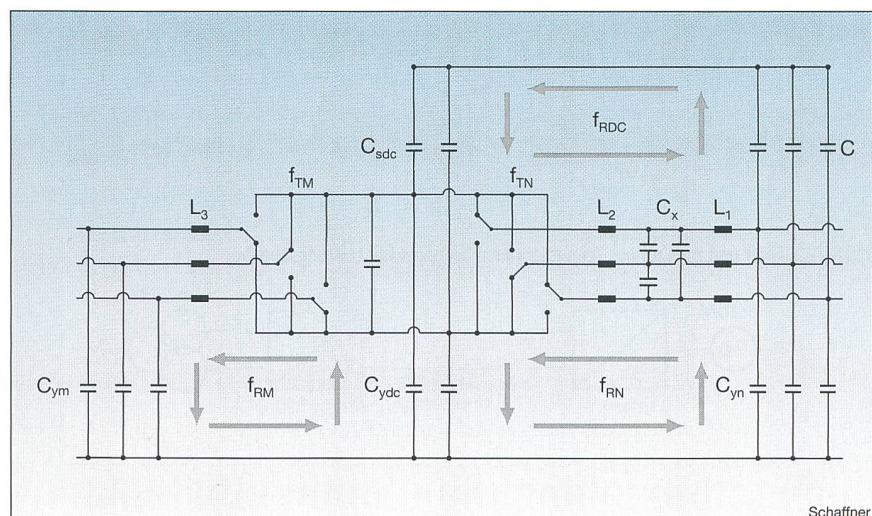 f_RDC
C_sdc
C
f_TM
f_TN
L_3
L_2
C_x
L_1
C_ym
f_RM
C_ydc
f_RN
C_yn
Schaffner